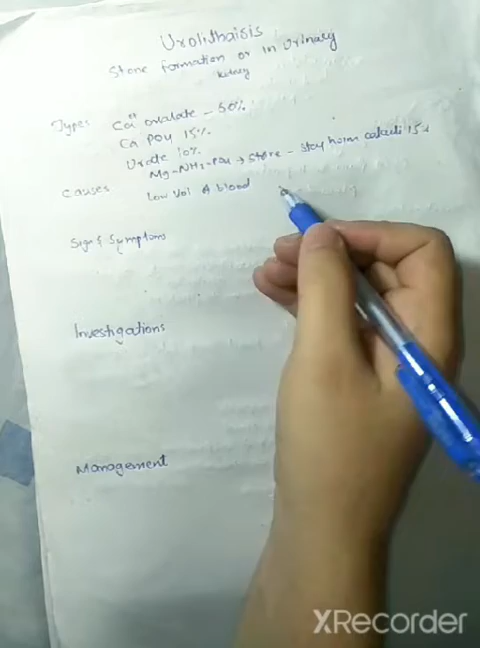 Urolithaisis
Stone formation or in Urinary
kidney
Types Ca++ oxalate - 50%
Ca PO4 15%
Urate 10%
Mg-NH3-PO4 → Stone - Stag horn calculi 15%
Causes Low Vol of blood
Sign & Symptoms
Investigations
Management
XRecorder